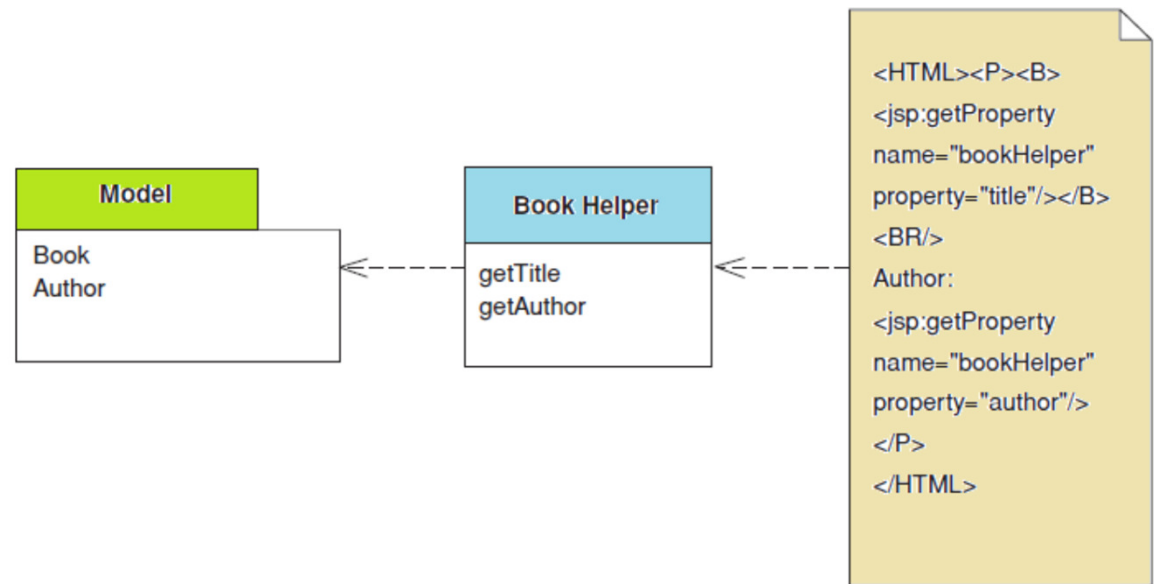 Model
Book
Author
Book Helper
getTitle
getAuthor
<HTML><P><B>
<jsp:getProperty
name="bookHelper"
property="title"/></B>
<BR/>
Author:
<jsp:getProperty
name="bookHelper"
property="author"/>
</P>
</HTML>